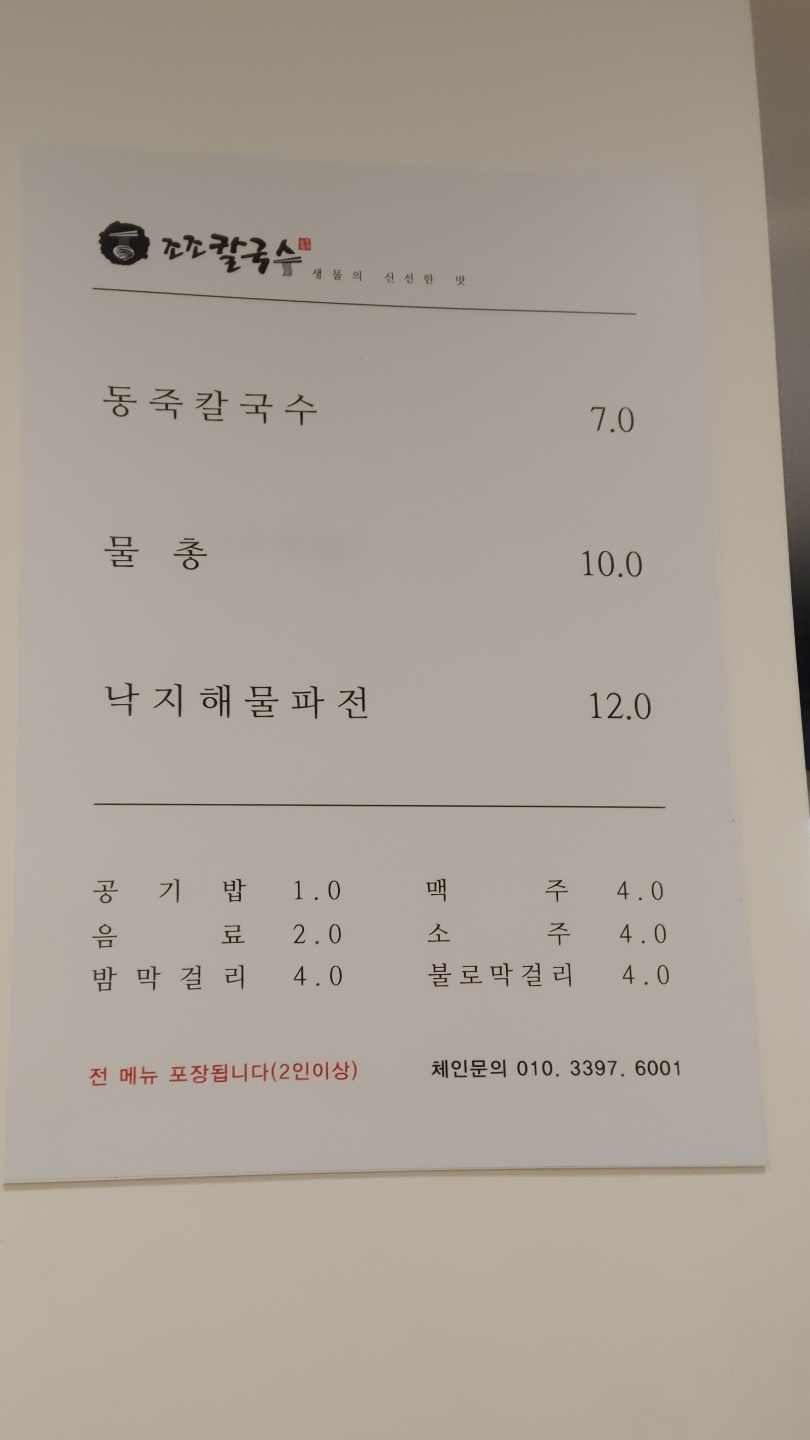 조조칼국수 생물의 신선한 맛
동죽칼국수 7.0
물총 10.0
낙지해물파전 12.0
공기밥 1.0 맥주 4.0
음료 2.0 소주 4.0
밤막걸리 4.0 불로막걸리 4.0
전 메뉴 포장됩니다(2인이상) 체인문의 010. 3397. 6001